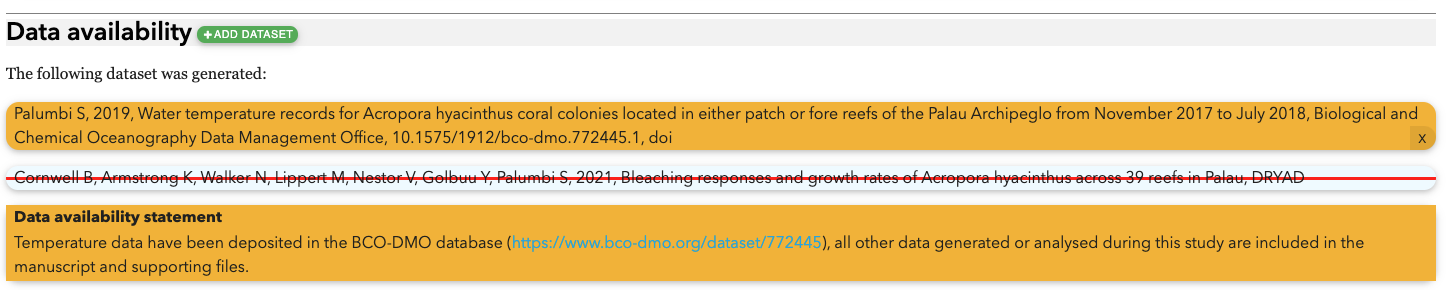 Data availability +ADD DATASET
The following dataset was generated:
Palumbi S, 2019, Water temperature records for Acropora hyacinthus coral colonies located in either patch or fore reefs of the Palau Archipeglo from November 2017 to July 2018, Biological and
Chemical Oceanography Data Management Office, 10.1575/1912/bco-dmo.772445.1, doi
X
Cornwell B, Armstrong K, Walker N, Lippert M, Nestor V, Golbuu Y, Palumbi S, 2021, Bleaching responses and growth rates of Acropora hyacinthus across 39 reefs in Palau, DRYAD
Data availability statement
Temperature data have been deposited in the BCO-DMO database (https://www.bco-dmo.org/dataset/772445), all other data generated or analysed during this study are included in the
manuscript and supporting files.